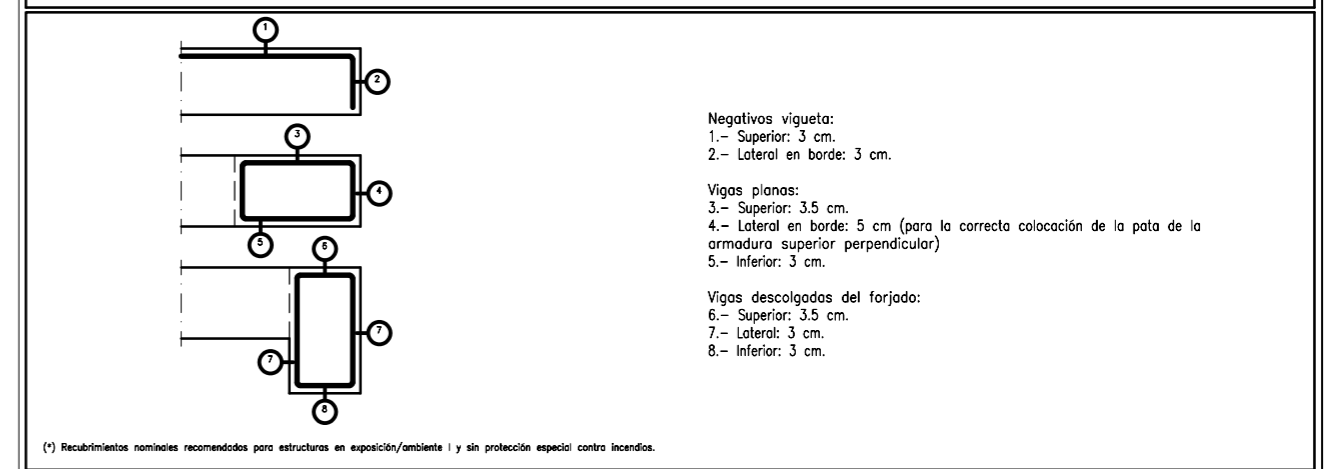 1
2
3
4
5
6
7
7
8
Negativos vigueta:
1.- Superior: 3 cm.
2.- Lateral en borde: 3 cm.
Vigas planas:
3.- Superior: 3.5 cm.
4.- Lateral en borde: 5 cm (para la correcta colocación de la pata de la
armadura superior perpendicular)
5.- Inferior: 3 cm.
Vigas descolgadas del forjado:
6.- Superior: 3.5 cm.
7.- Lateral: 3 cm.
8.- Inferior: 3 cm.
(*) Recubrimientos nominales recomendados para estructuras en exposición/ambiente I y sin protección especial contra incendios.